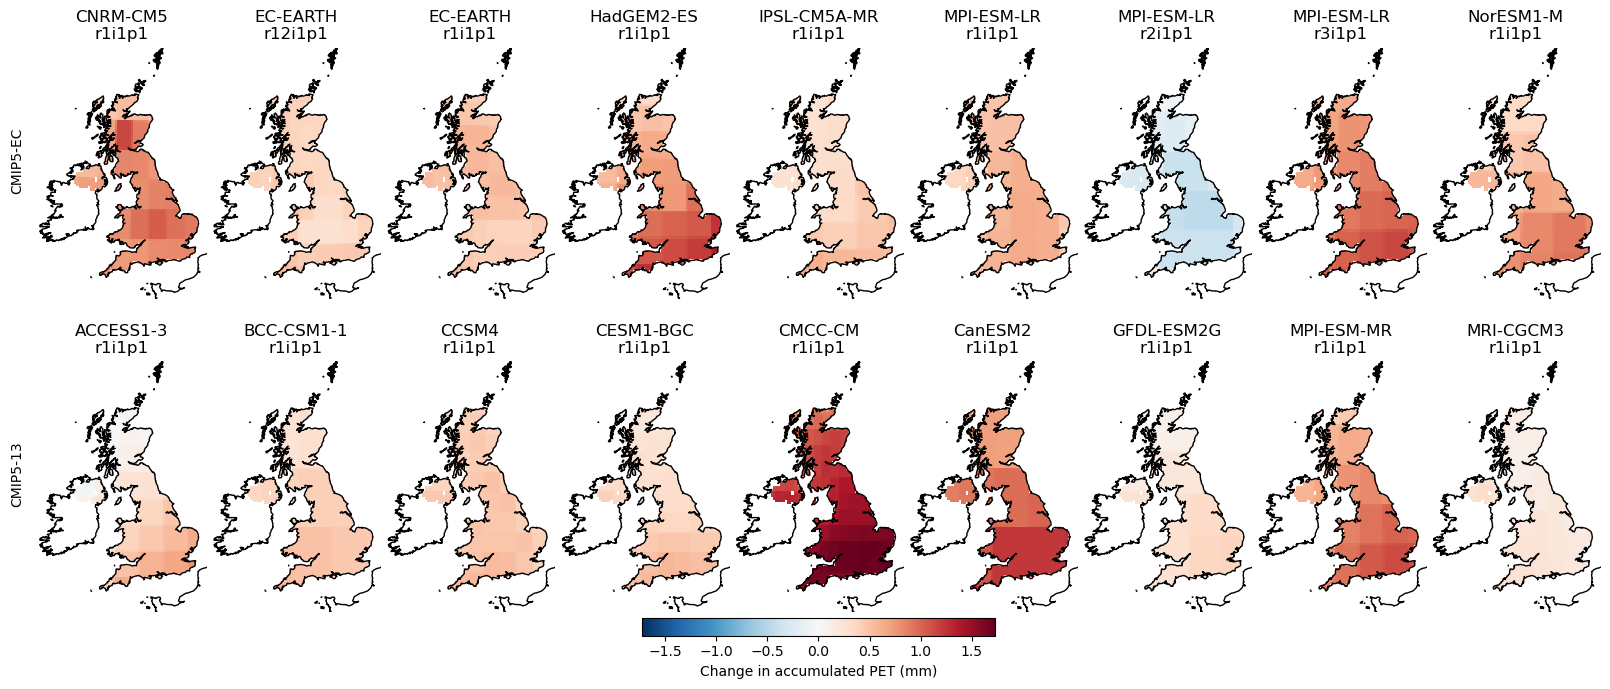 CNRM-CM5 EC-EARTH EC-EARTH HadGEM2-ES IPSL-CM5A-MR MPI-ESM-LR MPI-ESM-LR MPI-ESM-LR NorESM1-M
r1i1p1 r12i1p1 r1i1p1 r1i1p1 r1i1p1 r1i1p1 r2i1p1 r3i1p1 r1i1p1
CMIP5-EC
ACCESS1-3 BCC-CSM1-1 CCSM4 CESM1-BGC CMCC-CM CanESM2 GFDL-ESM2G MPI-ESM-MR MRI-CGCM3
r1i1p1 r1i1p1 r1i1p1 r1i1p1 r1i1p1 r1i1p1 r1i1p1 r1i1p1 r1i1p1
CMIP5-13
−1.5 −1.0 −0.5 0.0 0.5 1.0 1.5
Change in accumulated PET (mm)